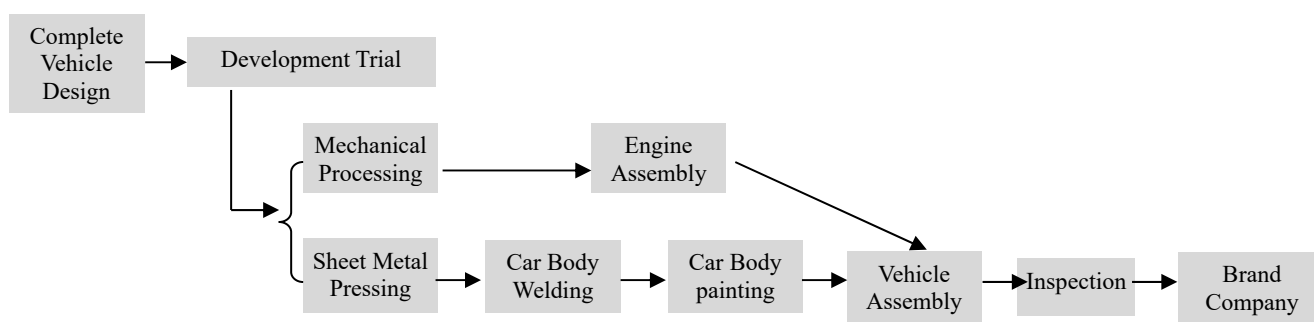 Complete
Vehicle
Design
Development Trial
Mechanical
Processing
Engine
Assembly
Sheet Metal
Pressing
Car Body
Welding
Car Body
painting
Vehicle
Assembly
Inspection
Brand
Company